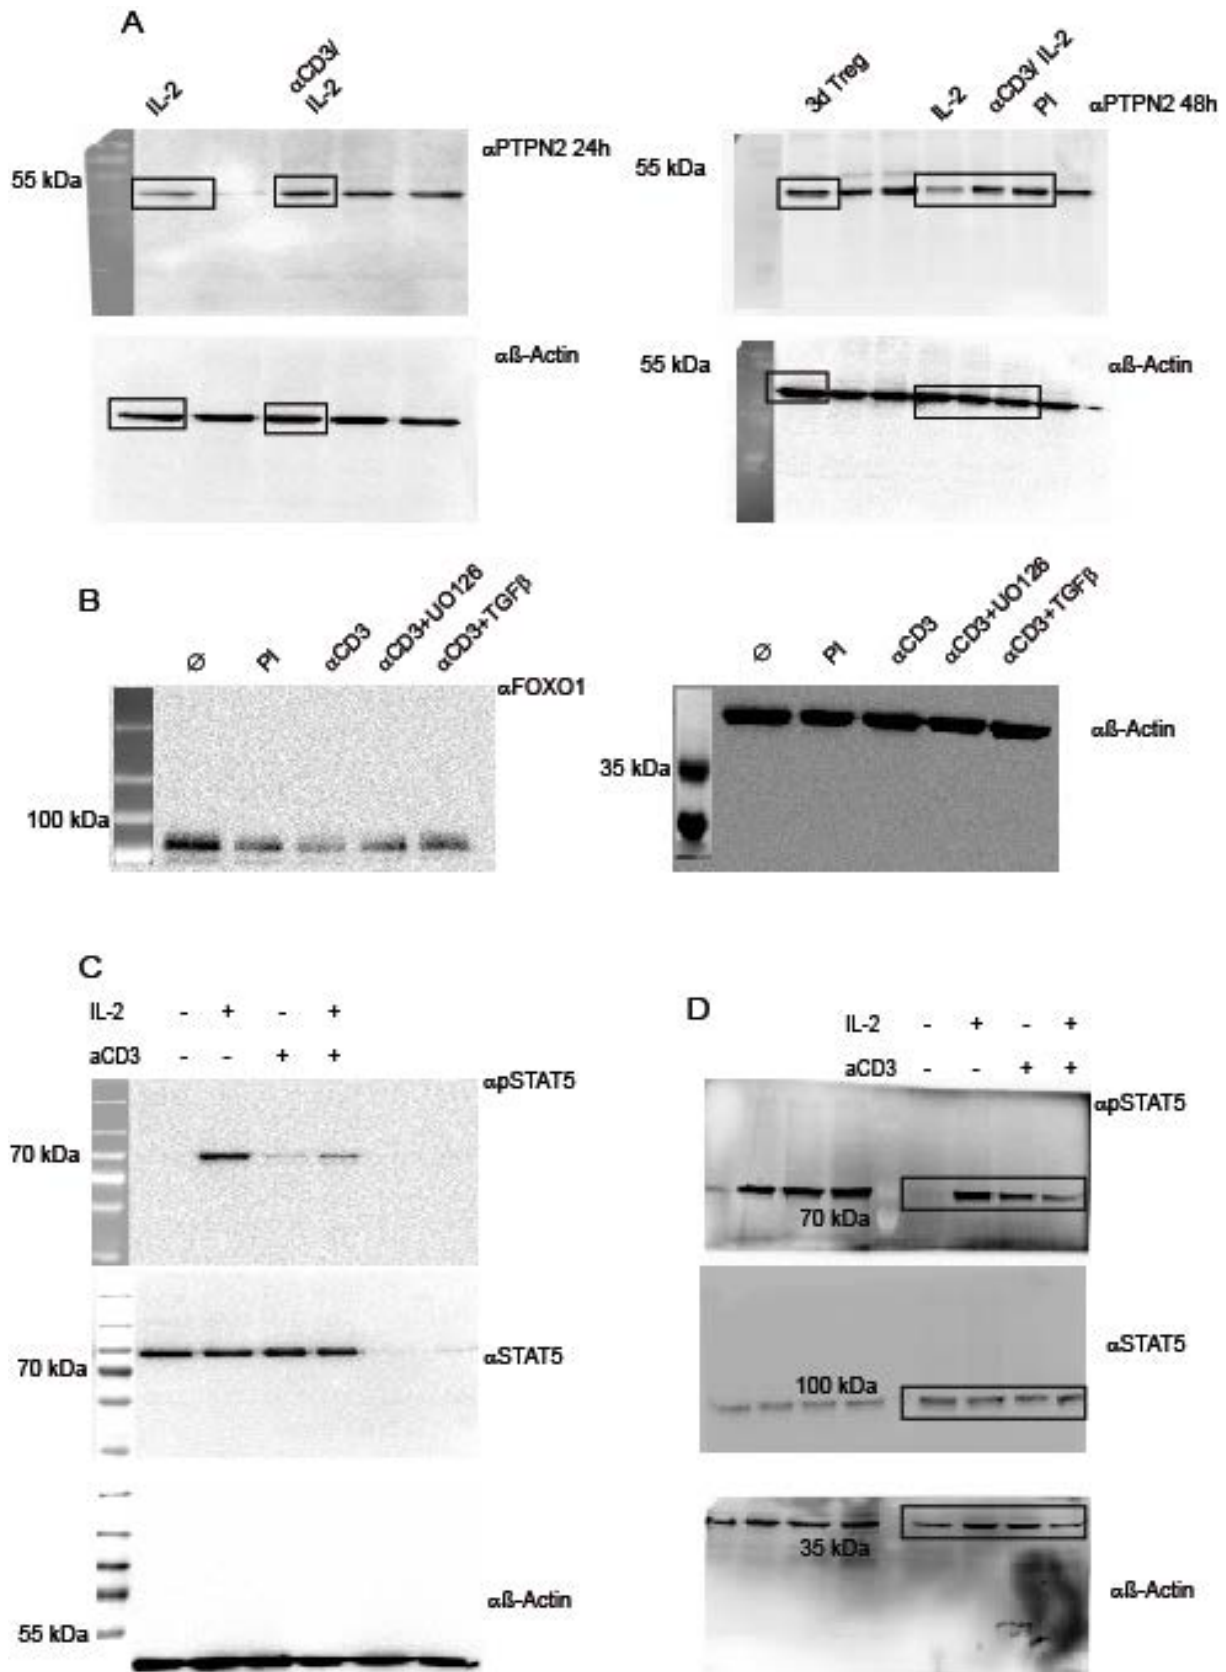 A
IL-2
αCD3/
IL-2
αPTPN2 24h
55 kDa
3d Treg
IL-2
αCD3/ IL-2
PI
αPTPN2 48h
55 kDa
αß-Actin
55 kDa
αß-Actin
B
∅
PI
αCD3
αCD3+UO126
αCD3+TGFβ
αFOXO1
100 kDa
∅
PI
αCD3
αCD3+UO126
αCD3+TGFβ
αß-Actin
35 kDa
C
IL-2 - + - +
aCD3 - - + +
αpSTAT5
70 kDa
αSTAT5
70 kDa
αß-Actin
55 kDa
D
IL-2 - + - +
aCD3 - - + +
αpSTAT5
70 kDa
αSTAT5
100 kDa
35 kDa
αß-Actin